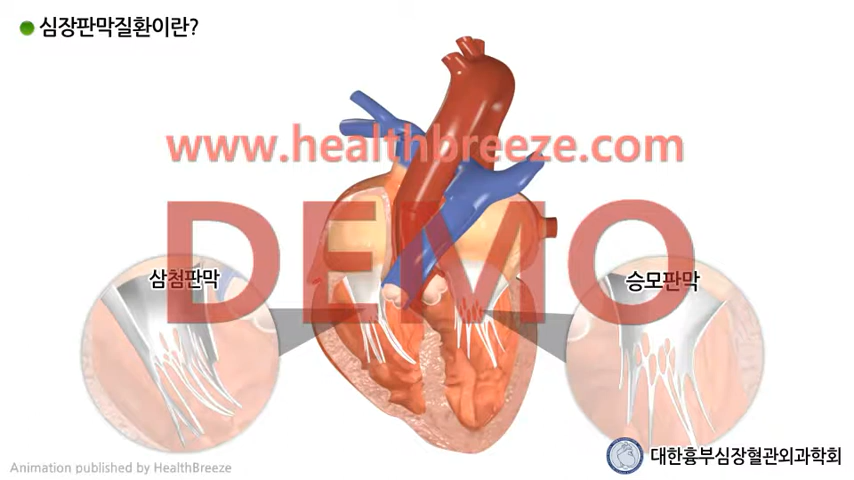 심장판막질환이란?
www.healthbreeze.com
DEMO
삼첨판막
승모판막
대한흉부심장혈관외과학회
Animation published by HealthBreeze